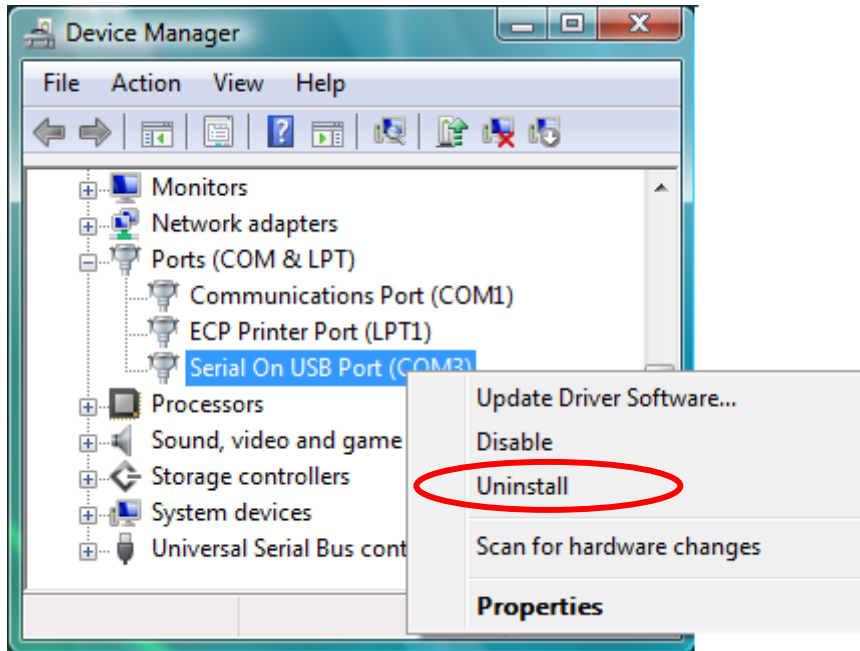 Device Manager
File Action View Help
Monitors
Network adapters
Ports (COM & LPT)
Communications Port (COM1)
ECP Printer Port (LPT1)
Serial On USB Port (COM3)
Processors
Sound, video and game
Storage controllers
System devices
Universal Serial Bus cont
Update Driver Software...
Disable
Uninstall
Scan for hardware changes
Properties